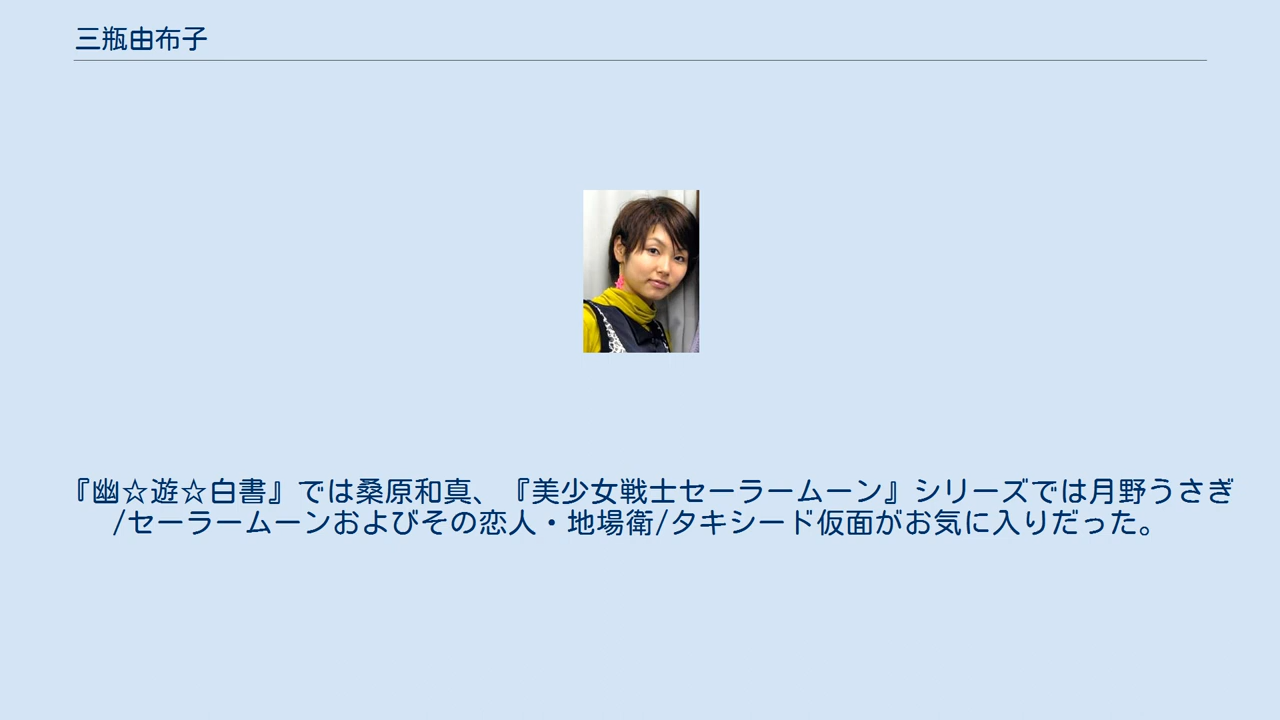 三瓶由布子
『幽☆遊☆白書』では桑原和真、『美少女戦士セーラームーン』シリーズでは月野うさぎ
/セーラームーンおよびその恋人・地場衛/タキシード仮面がお気に入りだった。